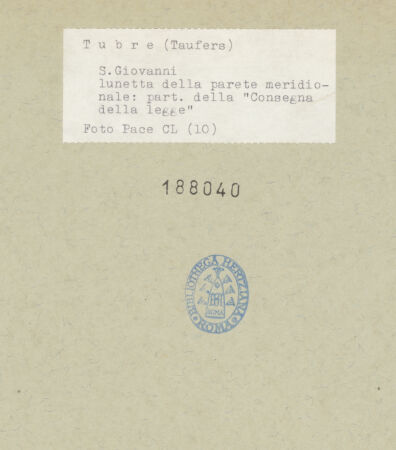 T u b r e (Taufers)
S.Giovanni
lunetta della parete meridio-
nale: part. della "Consegna
della legge"
Foto Pace CL (10)
188040
BIBLIOTHECA HERTZIANA
ROMA